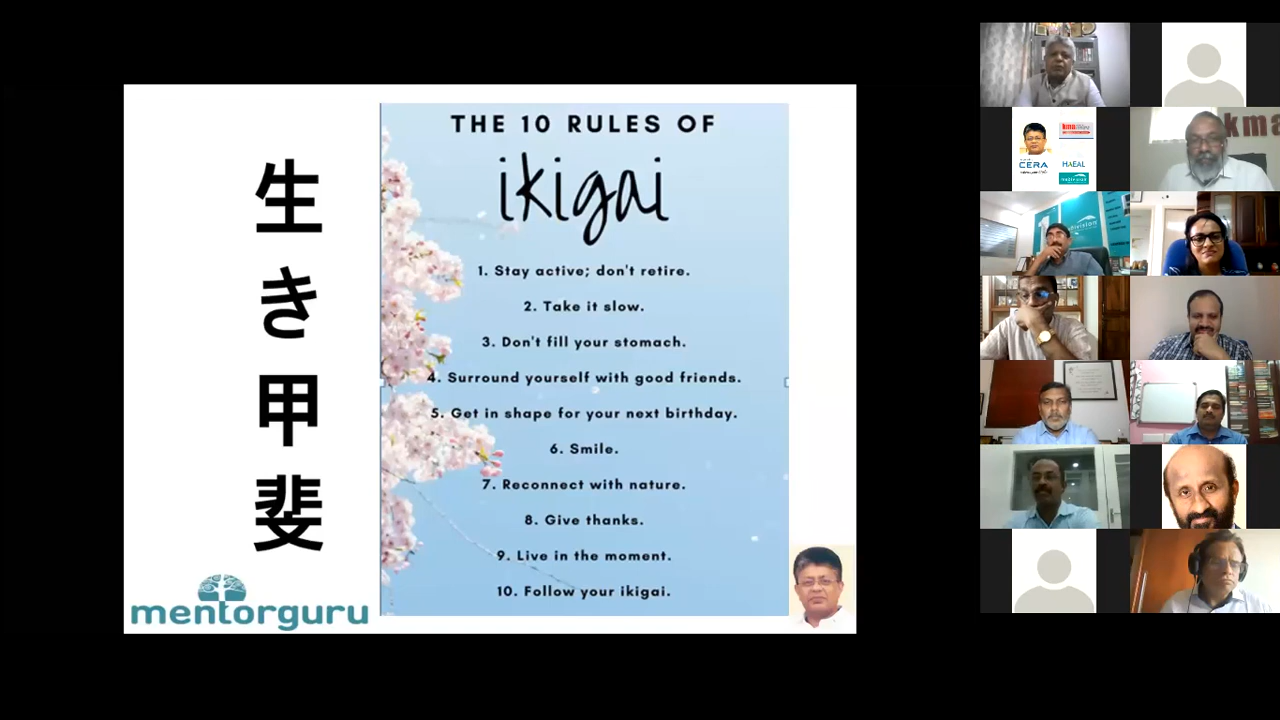 生き甲斐
THE 10 RULES OF
ikigai
1. Stay active; don't retire.
2. Take it slow.
3. Don't fill your stomach.
4. Surround yourself with good friends.
5. Get in shape for your next birthday.
6. Smile.
7. Reconnect with nature.
8. Give thanks.
9. Live in the moment.
10. Follow your ikigai.
mentorguru
CERA
HAEAL
kma